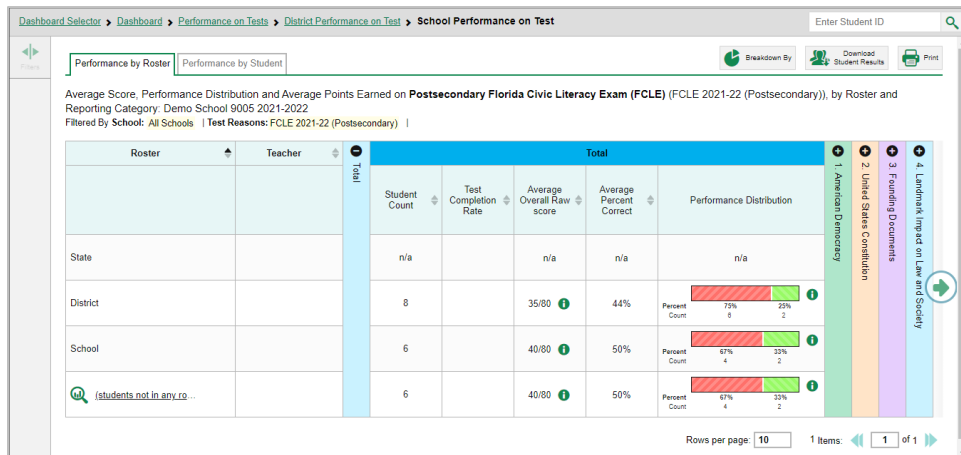 Dashboard Selector > Dashboard > Performance on Tests > District Performance on Test > School Performance on Test
Enter Student ID
Filters
Performance by Roster
Performance by Student
Breakdown By
Download Student Results
Print
Average Score, Performance Distribution and Average Points Earned on Postsecondary Florida Civic Literacy Exam (FCLE) (FCLE 2021-22 (Postsecondary)), by Roster and
Reporting Category: Demo School 9005 2021-2022
Filtered By School: All Schools | Test Reasons: FCLE 2021-22 (Postsecondary) |
Roster
Teacher
Total
Total
Student Count
Test Completion Rate
Average Overall Raw score
Average Percent Correct
Performance Distribution
1. American Democracy
2. United States Constitution
3. Founding Documents
4. Landmark Impact on Law and Society
State n/a n/a n/a n/a
District 8 35/80 44%
Percent 75% 25%
Count 6 2
School 6 40/80 50%
Percent 67% 33%
Count 4 2
(students not in any ro... 6 40/80 50%
Percent 67% 33%
Count 4 2
Rows per page: 10 1 Items: 1 of 1